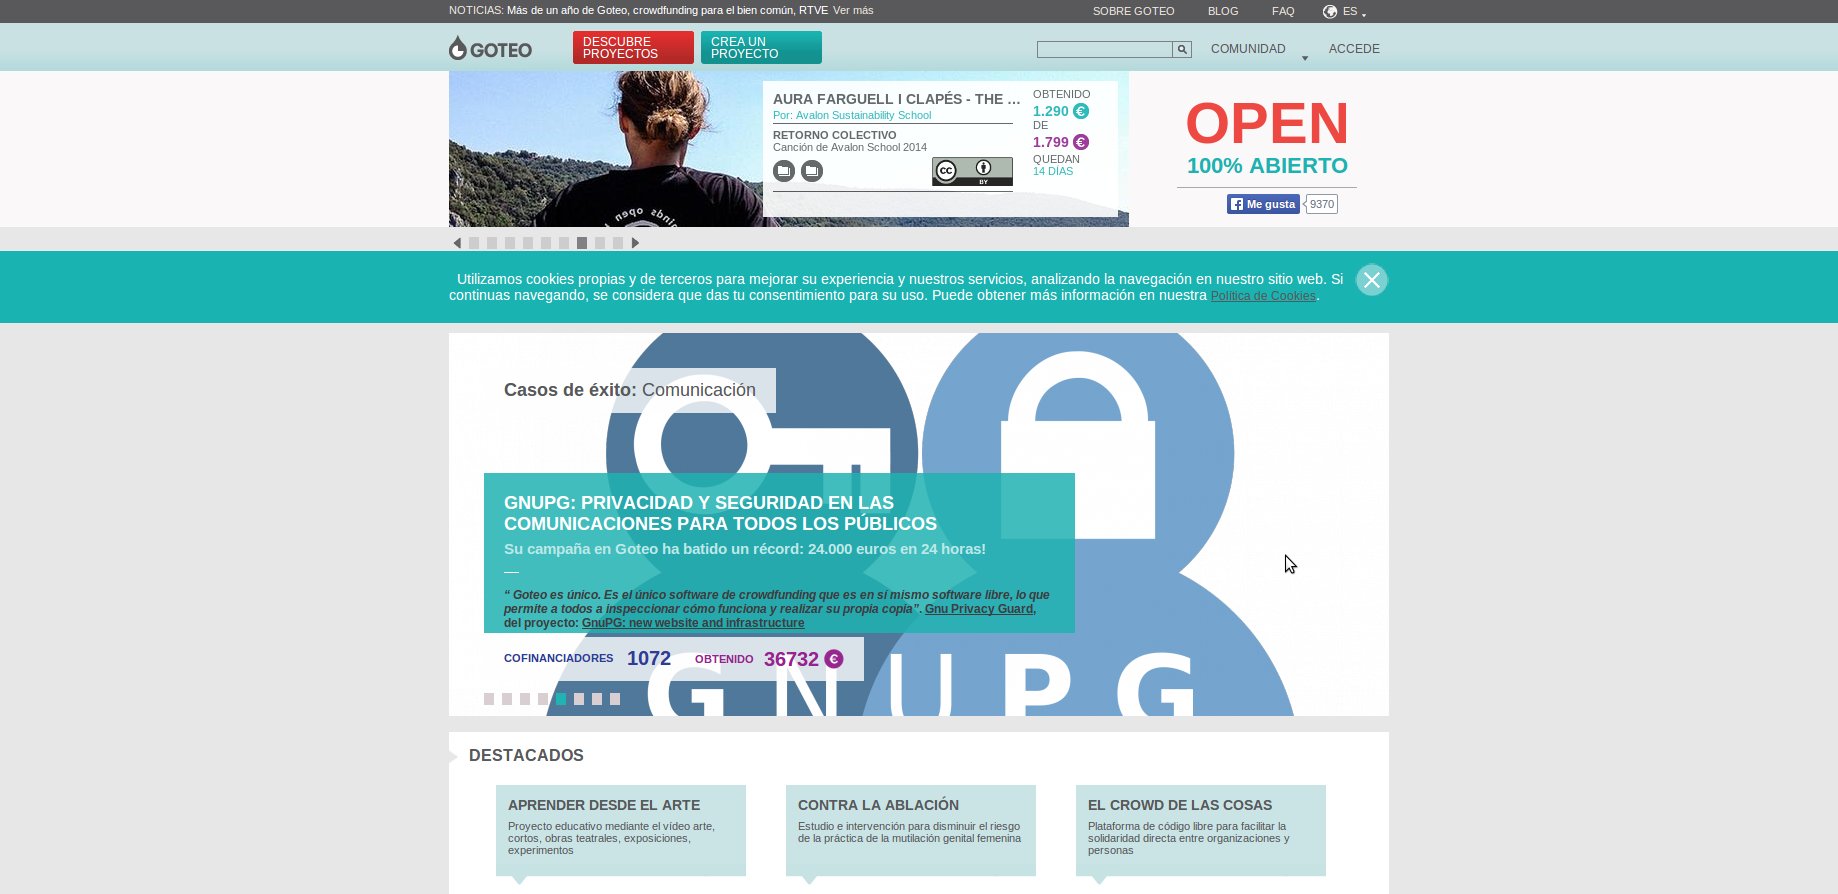 NOTICIAS: Más de un año de Goteo, crowdfunding para el bien común, RTVE Ver más
SOBRE GOTEO
BLOG
FAQ
ES
GOTEO
DESCUBRE
PROYECTOS
CREA UN
PROYECTO
COMUNIDAD
ACCEDE
AURA FARGUELL I CLAPÉS - THE ...
Por: Avalon Sustainability School
RETORNO COLECTIVO
Canción de Avalon School 2014
cc
BY
OBTENIDO
1.290 €
DE
1.799 €
QUEDAN
14 DÍAS
OPEN
100% ABIERTO
Me gusta
9370
Utilizamos cookies propias y de terceros para mejorar su experiencia y nuestros servicios, analizando la navegación en nuestro sitio web. Si
continuas navegando, se considera que das tu consentimiento para su uso. Puede obtener más información en nuestra Política de Cookies.
Casos de éxito: Comunicación
GNUPG: PRIVACIDAD Y SEGURIDAD EN LAS
COMUNICACIONES PARA TODOS LOS PÚBLICOS
Su campaña en Goteo ha batido un récord: 24.000 euros en 24 horas!
—
“ Goteo es único. Es el único software de crowdfunding que es en sí mismo software libre, lo que
permite a todos a inspeccionar cómo funciona y realizar su propia copia”. Gnu Privacy Guard,
del proyecto: GnuPG: new website and infrastructure
COFINANCIADORES 1072 OBTENIDO 36732 €
GNUPG
DESTACADOS
APRENDER DESDE EL ARTE
Proyecto educativo mediante el vídeo arte,
cortos, obras teatrales, exposiciones,
experimentos
CONTRA LA ABLACIÓN
Estudio e intervención para disminuir el riesgo
de la práctica de la mutilación genital femenina
EL CROWD DE LAS COSAS
Plataforma de código libre para facilitar la
solidaridad directa entre organizaciones y
personas